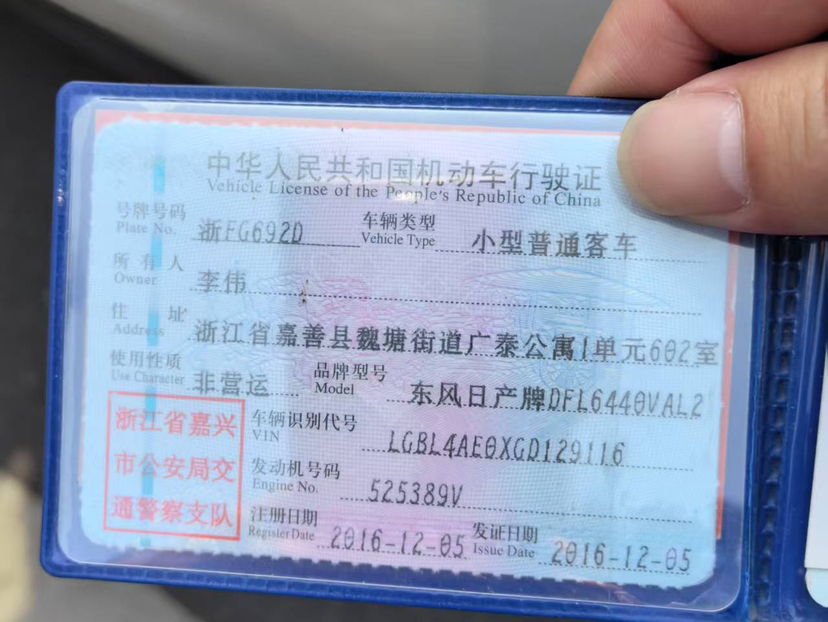 中华人民共和国机动车行驶证
Vehicle License of the People's Republic of China
号牌号码 Plate No. 浙FG692D 车辆类型 Vehicle Type 小型普通客车
所有人 Owner 李伟
住址 Address 浙江省嘉善县魏塘街道广泰公寓1单元602室
使用性质 Use Character 非营运 品牌型号 Model 东风日产牌DFL6440VAL2
车辆识别代号 VIN LGBL4AE0XGD129116
发动机号码 Engine No. 525389V
注册日期 Register Date 2016-12-05 发证日期 Issue Date 2016-12-05
浙江省嘉兴
市公安局交
通警察支队